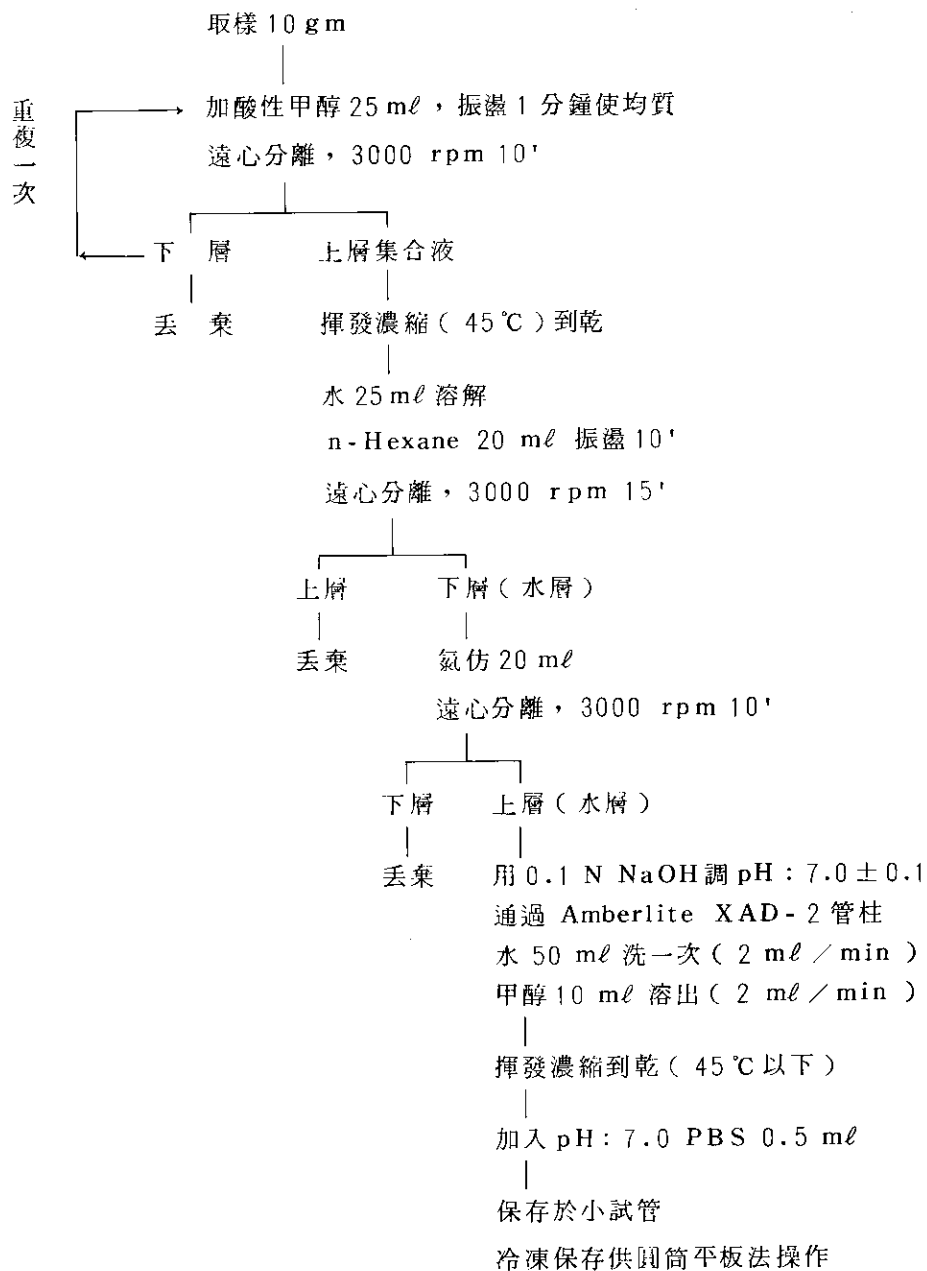 取樣 10 gm
重複一次
加酸性甲醇 25 mℓ，振盪 1 分鐘使均質
遠心分離，3000 rpm 10'
下 層 上層集合液
丟 棄 揮發濃縮（ 45℃）到乾
水 25 mℓ 溶解
n-Hexane 20 mℓ 振盪 10'
遠心分離，3000 rpm 15'
上層 下層（水層）
丟棄 氯仿 20 mℓ
遠心分離，3000 rpm 10'
下層 上層（水層）
丟棄 用 0.1 N NaOH 調 pH：7.0 ± 0.1
通過 Amberlite XAD-2 管柱
水 50 mℓ 洗一次（ 2 mℓ ／ min ）
甲醇 10 mℓ 溶出（ 2 mℓ ／ min ）
揮發濃縮到乾（ 45℃以下）
加入 pH：7.0 PBS 0.5 mℓ
保存於小試管
冷凍保存供圓筒平板法操作